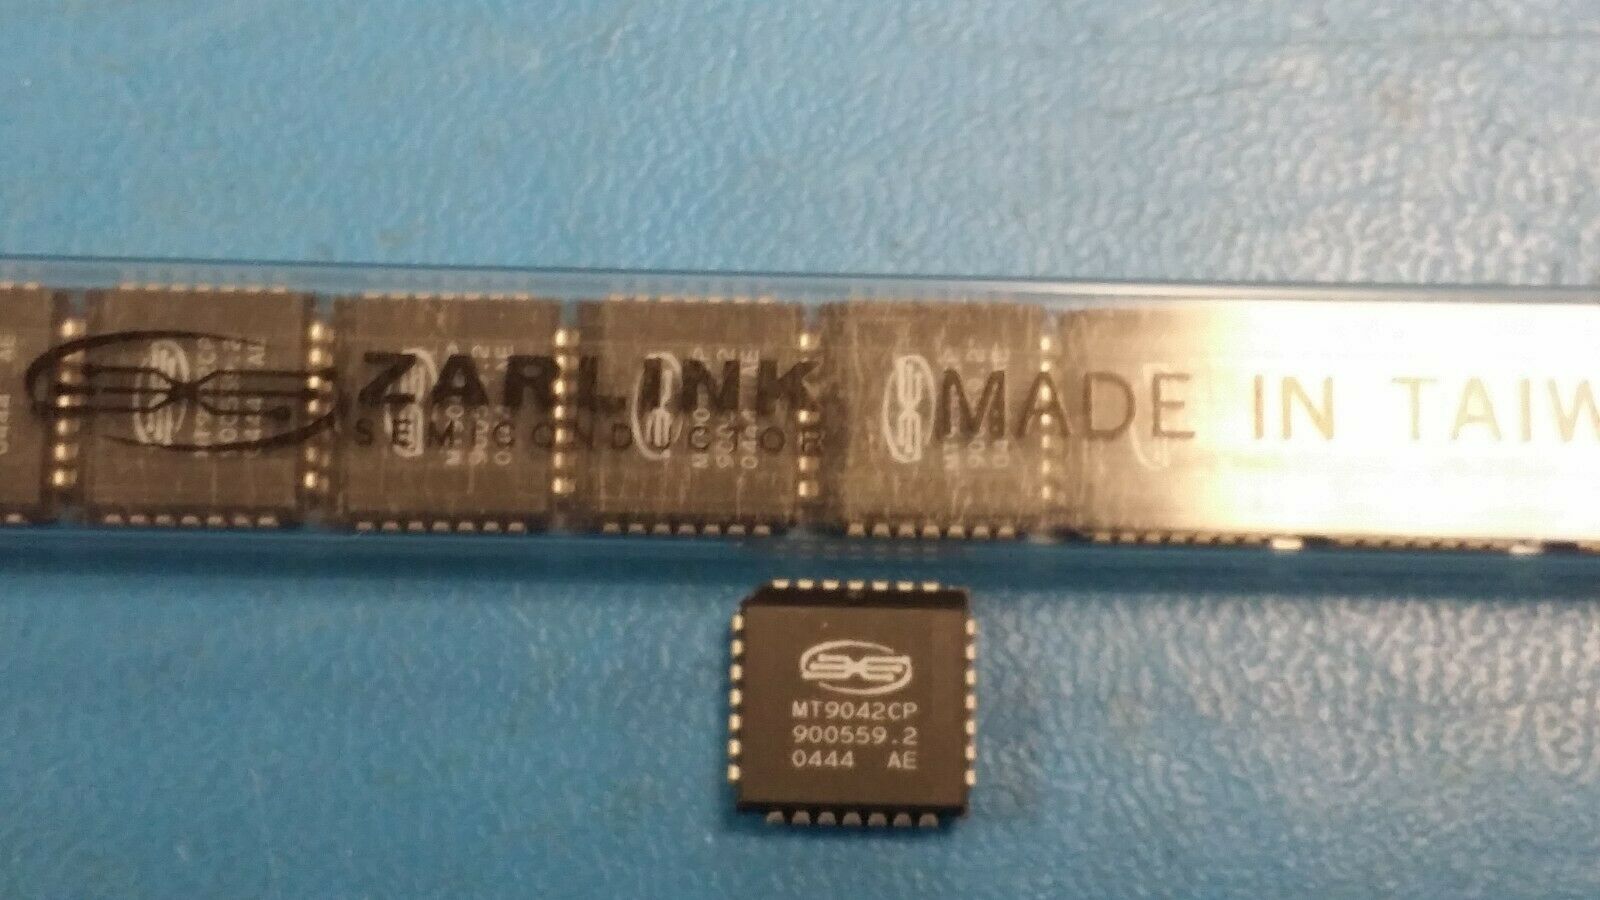 ZARLINK
SEMICONDUCTOR
MADE IN TAIW
MT9042CP
900559.2
0444 AE